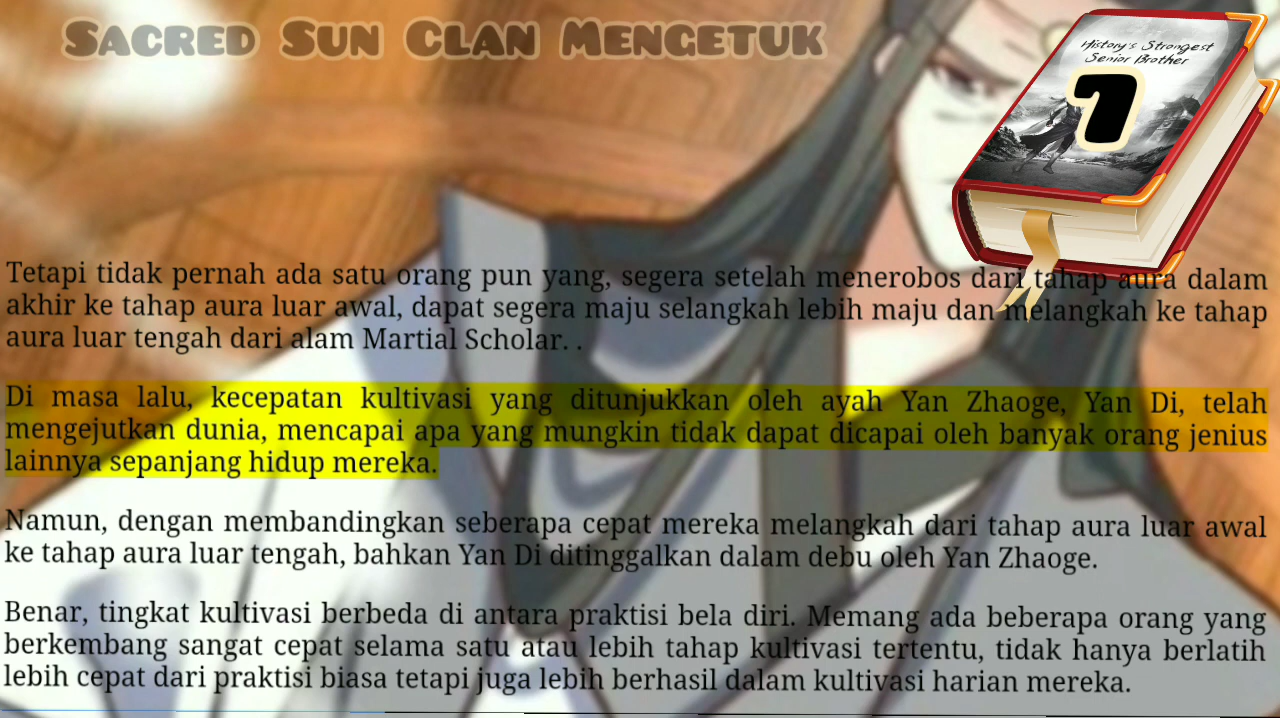 Sacred Sun Clan Mengetuk
History's Strongest
Senior Brother
7
Tetapi tidak pernah ada satu orang pun yang, segera setelah menerobos dari tahap aura dalam
akhir ke tahap aura luar awal, dapat segera maju selangkah lebih maju dan melangkah ke tahap
aura luar tengah dari alam Martial Scholar. .
Di masa lalu, kecepatan kultivasi yang ditunjukkan oleh ayah Yan Zhaoge, Yan Di, telah
mengejutkan dunia, mencapai apa yang mungkin tidak dapat dicapai oleh banyak orang jenius
lainnya sepanjang hidup mereka.
Namun, dengan membandingkan seberapa cepat mereka melangkah dari tahap aura luar awal
ke tahap aura luar tengah, bahkan Yan Di ditinggalkan dalam debu oleh Yan Zhaoge.
Benar, tingkat kultivasi berbeda di antara praktisi bela diri. Memang ada beberapa orang yang
berkembang sangat cepat selama satu atau lebih tahap kultivasi tertentu, tidak hanya berlatih
lebih cepat dari praktisi biasa tetapi juga lebih berhasil dalam kultivasi harian mereka.